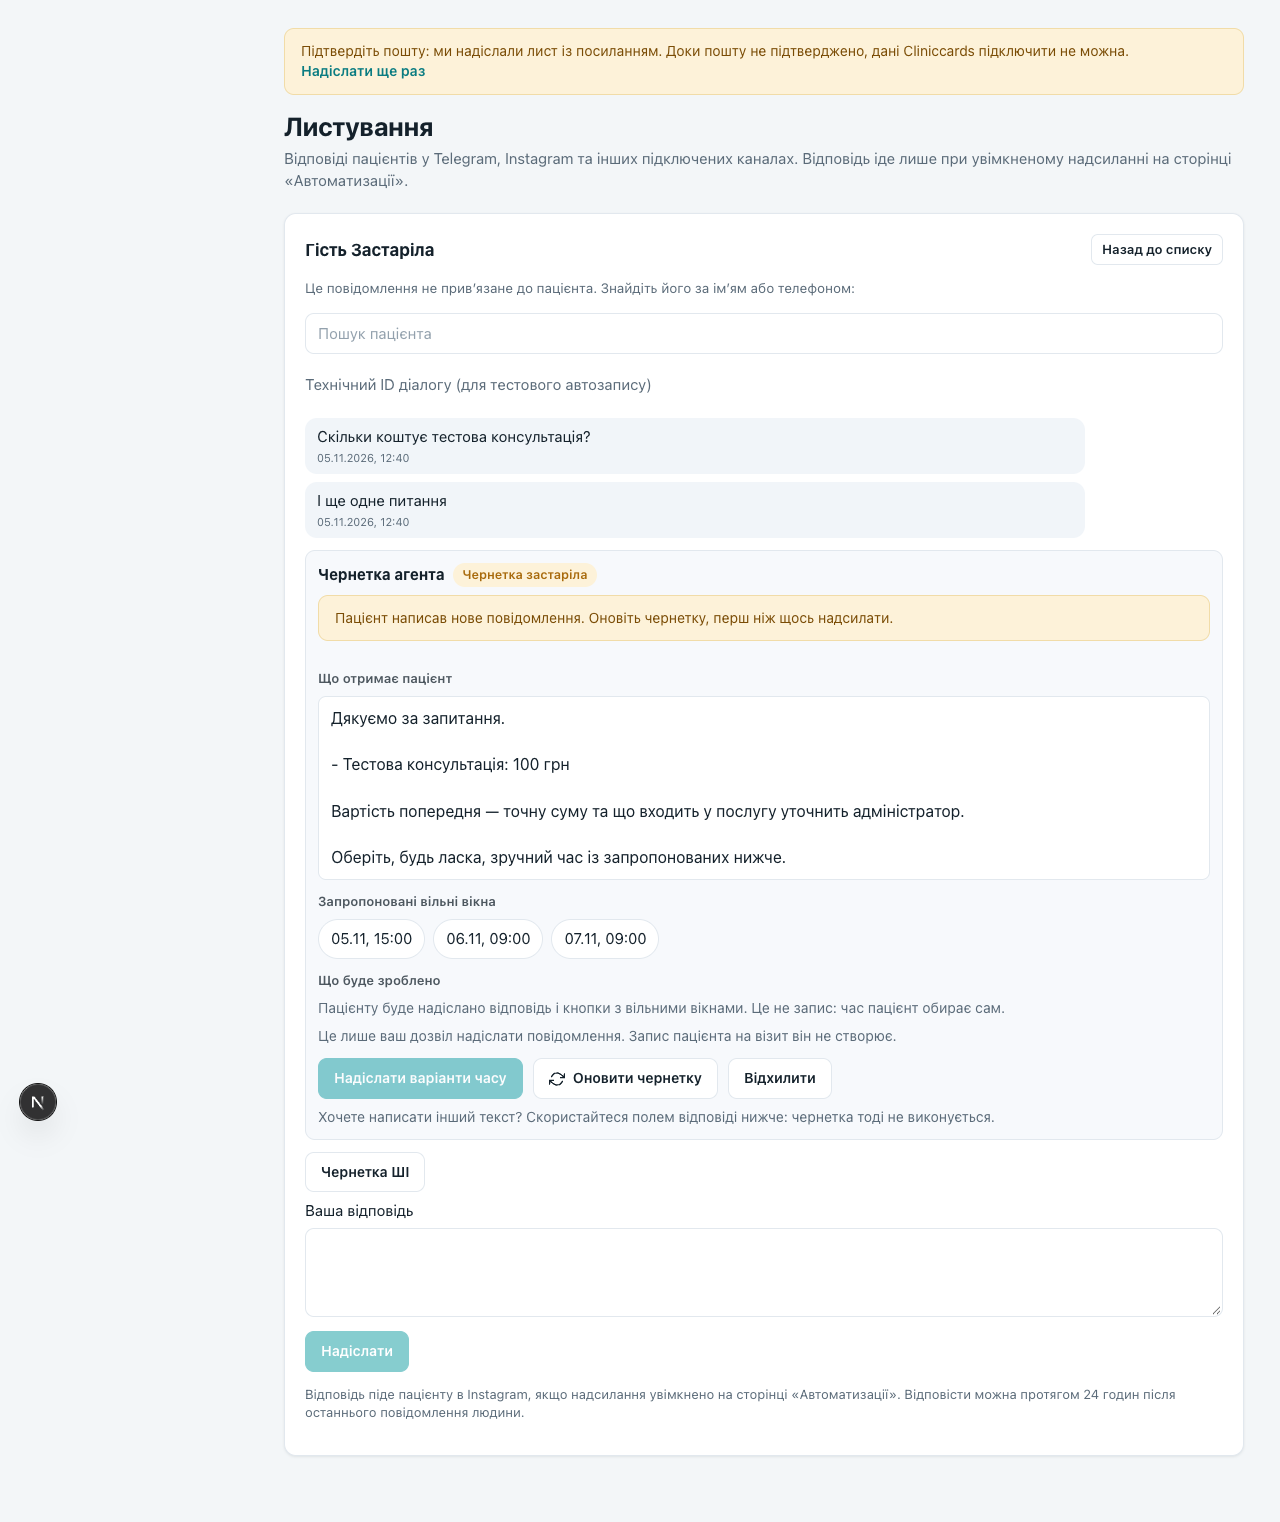 Підтвердіть пошту: ми надіслали лист із посиланням. Доки пошту не підтверджено, дані Cliniccards підключити не можна.
Надіслати ще раз
Листування
Відповіді пацієнтів у Telegram, Instagram та інших підключених каналах. Відповідь іде лише при увімкненому надсиланні на сторінці
«Автоматизації».
Гість Застаріла
Назад до списку
Це повідомлення не привʼязане до пацієнта. Знайдіть його за імʼям або телефоном:
Пошук пацієнта
Технічний ID діалогу (для тестового автозапису)
Скільки коштує тестова консультація?
05.11.2026, 12:40
І ще одне питання
05.11.2026, 12:40
Чернетка агента
Чернетка застаріла
Пацієнт написав нове повідомлення. Оновіть чернетку, перш ніж щось надсилати.
Що отримає пацієнт
Дякуємо за запитання.
- Тестова консультація: 100 грн
Вартість попередня — точну суму та що входить у послугу уточнить адміністратор.
Оберіть, будь ласка, зручний час із запропонованих нижче.
Запропоновані вільні вікна
05.11, 15:00
06.11, 09:00
07.11, 09:00
Що буде зроблено
Пацієнту буде надіслано відповідь і кнопки з вільними вікнами. Це не запис: час пацієнт обирає сам.
Це лише ваш дозвіл надіслати повідомлення. Запис пацієнта на візит він не створює.
Надіслати варіанти часу
Оновити чернетку
Відхилити
N
Хочете написати інший текст? Скористайтеся полем відповіді нижче: чернетка тоді не виконується.
Чернетка ШІ
Ваша відповідь
Надіслати
Відповідь піде пацієнту в Instagram, якщо надсилання увімкнено на сторінці «Автоматизації». Відповісти можна протягом 24 годин після
останнього повідомлення людини.